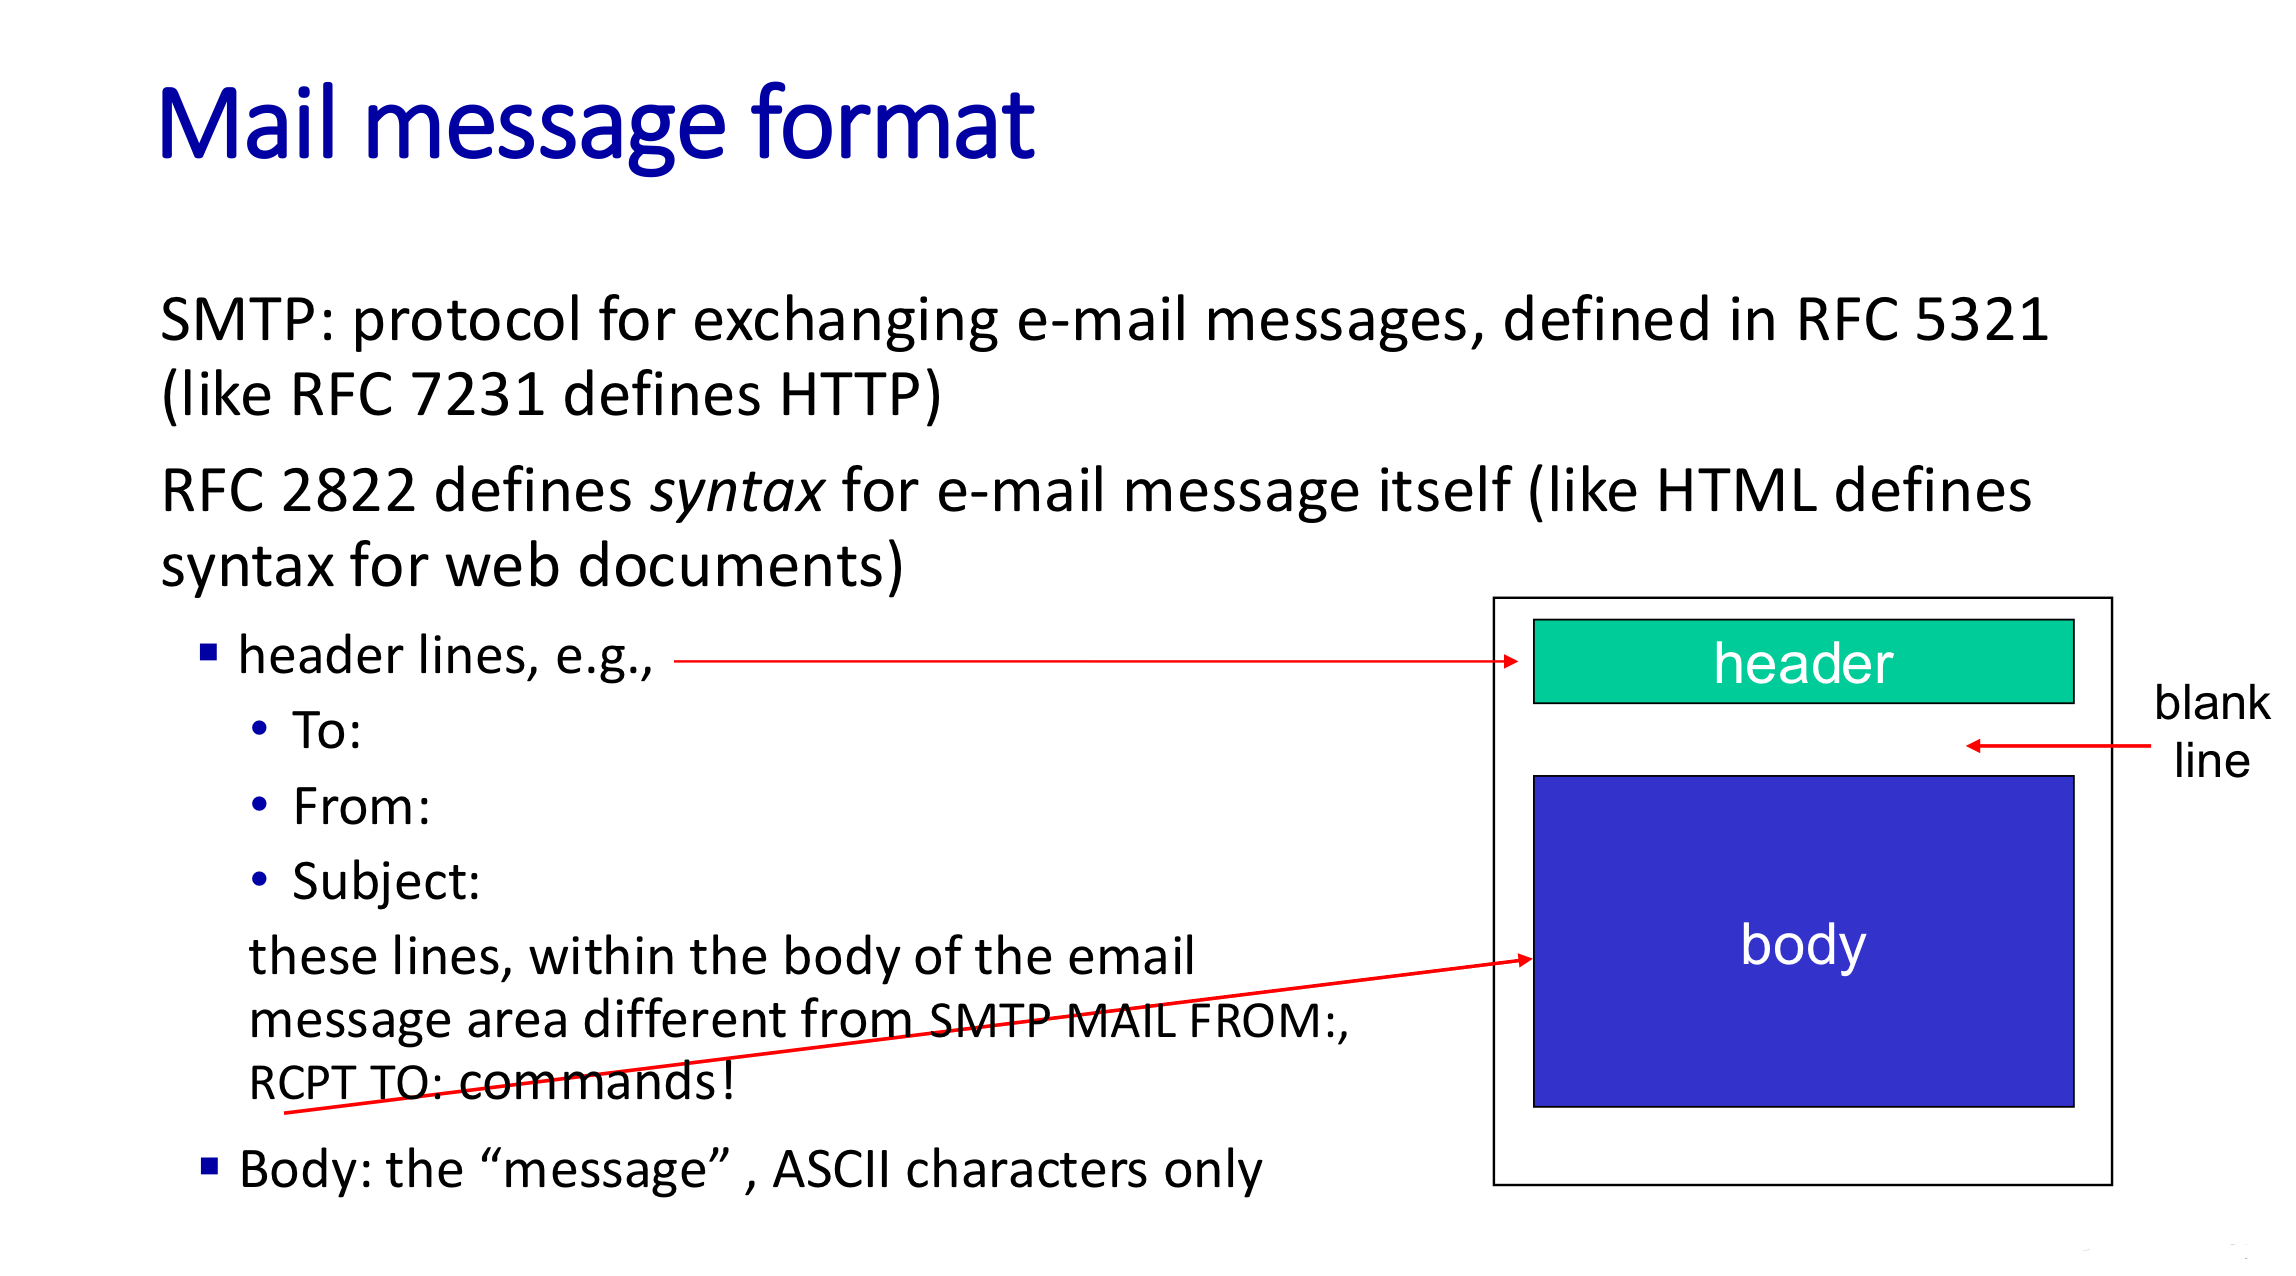 Mail message format
SMTP: protocol for exchanging e-mail messages, defined in RFC 5321
(like RFC 7231 defines HTTP)
RFC 2822 defines syntax for e-mail message itself (like HTML defines
syntax for web documents)
▪ header lines, e.g.,
• To:
• From:
• Subject:
these lines, within the body of the email
message area different from SMTP MAIL FROM:,
RCPT TO: commands!
▪ Body: the “message” , ASCII characters only
header
blank
line
body